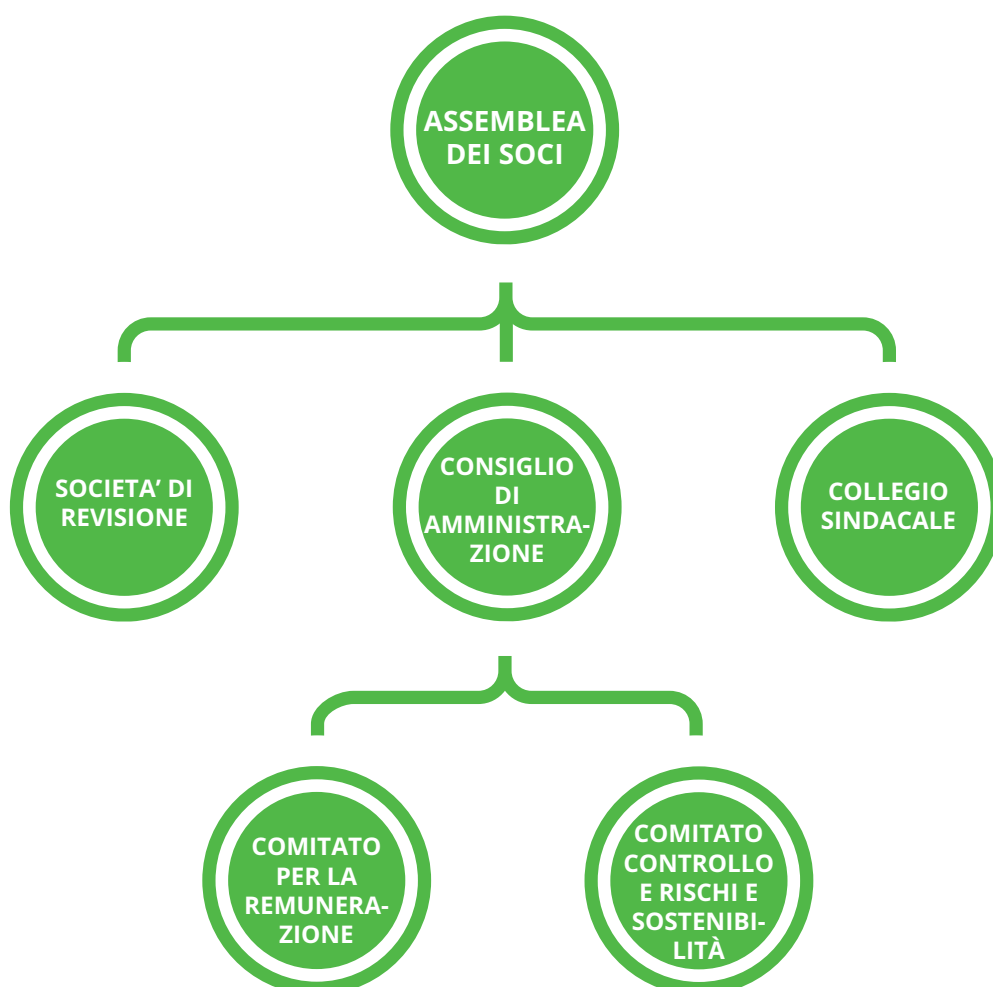 ASSEMBLEA
DEI SOCI
SOCIETA’ DI
REVISIONE
CONSIGLIO
DI
AMMINISTRA-
ZIONE
COLLEGIO
SINDACALE
COMITATO
PER LA
REMUNERA-
ZIONE
COMITATO
CONTROLLO
E RISCHI E
SOSTENIBI-
LITÀ